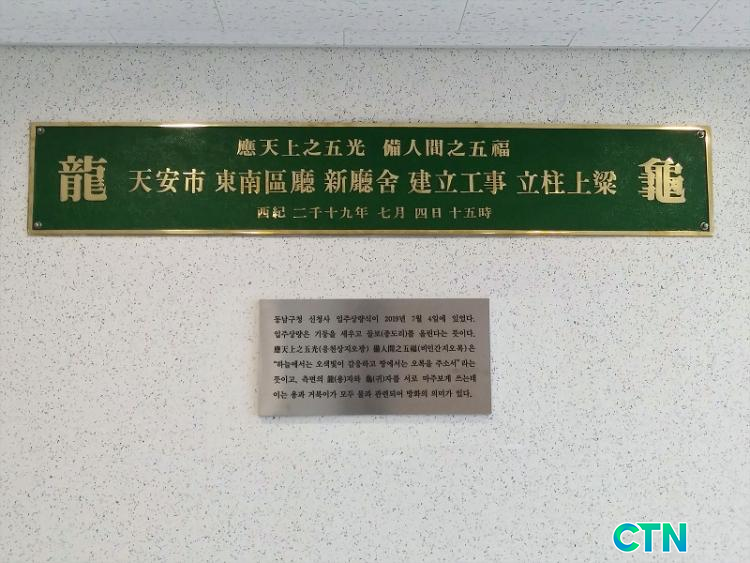 應天上之五光 備人間之五福
龍 天安市 東南區廳 新廳舍 建立工事 立柱上梁 龜
西紀 二千十九年 七月 四日 十五時
동남구청 신청사 입주상량식이 2019년 7월 4일에 있었다.
입주상량은 기둥을 세우고 들보(종도리)를 올린다는 뜻이다.
應天上之五光(응천상지오광) 備人間之五福(비인간지오복)은
"하늘에서는 오색빛이 감응하고 땅에서는 오복을 주소서"라는
뜻이고, 측면의 龍(용)자와 龜(귀)자를 서로 마주보게 쓰는데
이는 용과 거북이가 모두 물과 관련되어 방화의 의미가 있다.
CTN